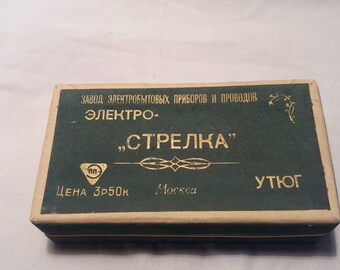 ЗАВОД ЭЛЕКТРОБЫТОВЫХ ПРИБОРОВ И ПРОВОДОВ
ЭЛЕКТРО-
„СТРЕЛКА"
ЦЕНА 3р50к Москва УТЮГ